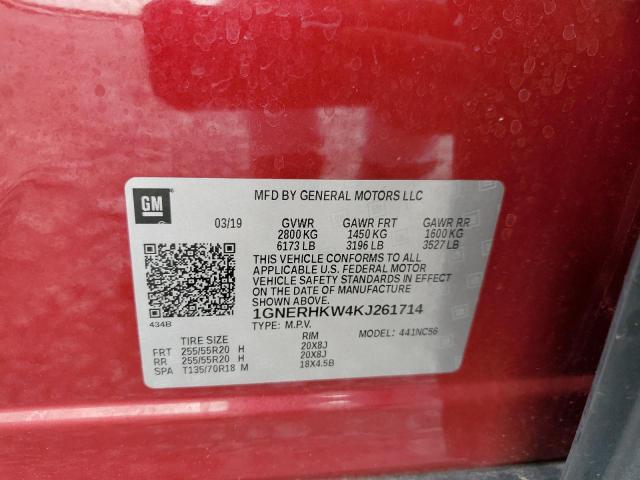 GM
MFD BY GENERAL MOTORS LLC
03/19 GVWR GAWR FRT GAWR RR
2800 KG 1450 KG 1600 KG
6173 LB 3196 LB 3527 LB
THIS VEHICLE CONFORMS TO ALL
APPLICABLE U.S. FEDERAL MOTOR
VEHICLE SAFETY STANDARDS IN EFFECT
ON THE DATE OF MANUFACTURE
SHOWN ABOVE.
1GNERHKW4KJ261714
434B
TYPE: M.P.V. MODEL: 441NC56
TIRE SIZE RIM
FRT 255/55R20 H 20X8J
RR 255/55R20 H 20X8J
SPA T135/70R18 M 18X4.5B